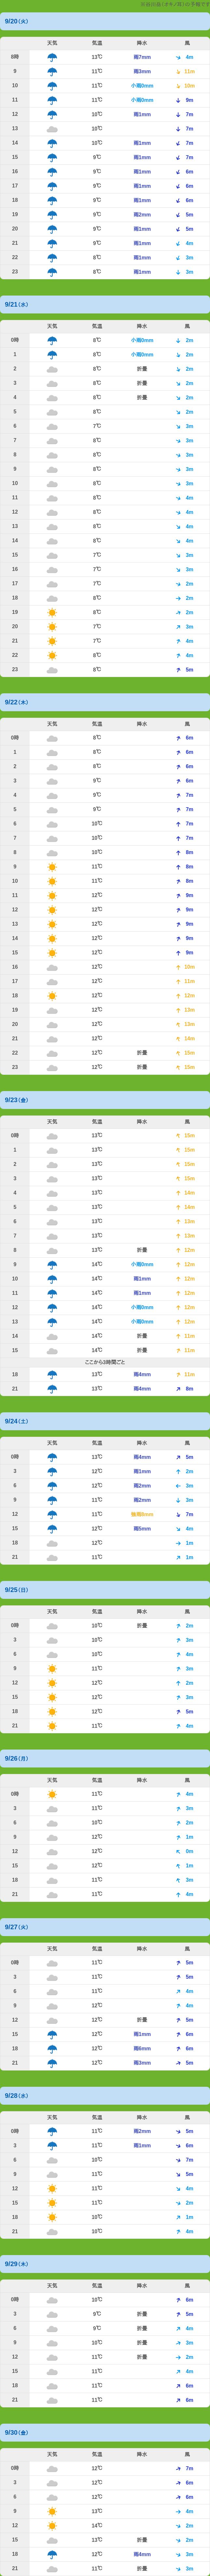 9/20(火)
天気 気温 降水 風
8時 13℃ 雨7mm 4m
9 11℃ 雨3mm 11m
10 11℃ 小雨0mm 10m
11 11℃ 小雨0mm 9m
12 10℃ 雨1mm 7m
13 10℃ 7m
14 10℃ 雨1mm 7m
15 9℃ 雨1mm 7m
16 9℃ 雨1mm 6m
17 9℃ 雨1mm 6m
18 9℃ 雨1mm 6m
19 9℃ 雨2mm 5m
20 9℃ 雨1mm 5m
21 9℃ 雨1mm 4m
22 8℃ 雨1mm 3m
23 8℃ 雨1mm 3m
9/21(水)
天気 気温 降水 風
0時 8℃ 小雨0mm 2m
1 8℃ 小雨0mm 2m
2 8℃ 折畳 2m
3 8℃ 折畳 2m
4 8℃ 折畳 2m
5 8℃ 2m
6 7℃ 3m
7 8℃ 3m
8 8℃ 3m
9 8℃ 3m
10 8℃ 3m
11 8℃ 4m
12 8℃ 4m
13 8℃ 4m
14 8℃ 4m
15 7℃ 3m
16 7℃ 3m
17 7℃ 2m
18 8℃ 2m
19 8℃ 2m
20 7℃ 3m
21 7℃ 4m
22 8℃ 4m
23 8℃ 5m
9/22(木)
天気 気温 降水 風
0時 8℃ 6m
1 8℃ 6m
2 8℃ 6m
3 9℃ 6m
4 9℃ 7m
5 9℃ 7m
6 10℃ 7m
7 10℃ 7m
8 10℃ 8m
9 11℃ 8m
10 11℃ 8m
11 12℃ 9m
12 12℃ 9m
13 12℃ 9m
14 12℃ 9m
15 12℃ 9m
16 12℃ 10m
17 12℃ 11m
18 12℃ 12m
19 12℃ 13m
20 12℃ 13m
21 12℃ 14m
22 12℃ 折畳 15m
23 12℃ 折畳 15m
9/23(金)
天気 気温 降水 風
0時 13℃ 15m
1 13℃ 15m
2 13℃ 15m
3 13℃ 15m
4 13℃ 14m
5 13℃ 14m
6 13℃ 13m
7 13℃ 13m
8 13℃ 折畳 12m
9 14℃ 小雨0mm 12m
10 14℃ 雨1mm 12m
11 14℃ 雨1mm 12m
12 14℃ 小雨0mm 12m
13 14℃ 小雨0mm 12m
14 14℃ 折畳 11m
15 14℃ 折畳 11m
ここから3時間ごと
18 13℃ 雨4mm 11m
21 13℃ 雨4mm 8m
9/24(土)
天気 気温 降水 風
0時 13℃ 雨4mm 5m
3 12℃ 雨1mm 2m
6 12℃ 雨2mm 3m
9 11℃ 雨2mm 3m
12 11℃ 7m
15 12℃ 雨5mm 4m
18 12℃ 1m
21 11℃ 1m
9/25(日)
天気 気温 降水 風
0時 10℃ 折畳 2m
3 10℃ 3m
6 10℃ 4m
9 11℃ 3m
12 12℃ 2m
15 12℃ 3m
18 12℃ 5m
21 11℃ 4m
9/26(月)
天気 気温 降水 風
0時 11℃ 4m
3 11℃ 3m
6 10℃ 2m
9 12℃ 1m
12 12℃ 0m
15 12℃ 1m
18 11℃ 3m
21 11℃ 4m
9/27(火)
天気 気温 降水 風
0時 11℃ 5m
3 11℃ 5m
6 11℃ 4m
9 12℃ 4m
12 12℃ 折畳 5m
15 12℃ 雨1mm 6m
18 12℃ 雨6mm 6m
21 12℃ 雨3mm 5m
9/28(水)
天気 気温 降水 風
0時 11℃ 雨2mm 5m
3 11℃ 雨1mm 6m
6 10℃ 7m
9 11℃ 5m
12 11℃ 4m
15 11℃ 2m
18 10℃ 1m
21 10℃ 4m
9/29(木)
天気 気温 降水 風
0時 10℃ 6m
3 9℃ 折畳 5m
6 9℃ 折畳 4m
9 10℃ 折畳 3m
12 11℃ 折畳 2m
15 11℃ 4m
18 11℃ 6m
21 11℃ 6m
9/30(金)
天気 気温 降水 風
0時 12℃ 7m
3 12℃ 6m
6 12℃ 6m
9 13℃ 4m
12 14℃ 2m
15 13℃ 折畳 2m
18 12℃ 雨4mm 3m
21 11℃ 折畳 3m